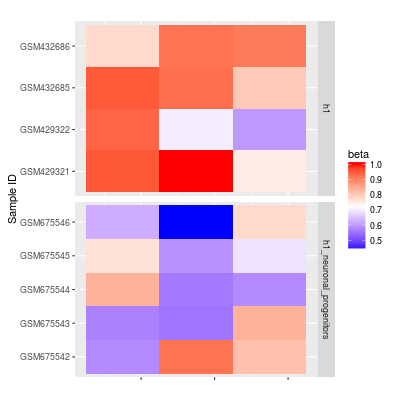 GSM432686
GSM432685
GSM429322
GSM429321
h1
GSM675546
GSM675545
GSM675544
GSM675543
GSM675542
h1_neuronal_progenitors
Sample ID
beta
1.0
0.9
0.8
0.7
0.6
0.5